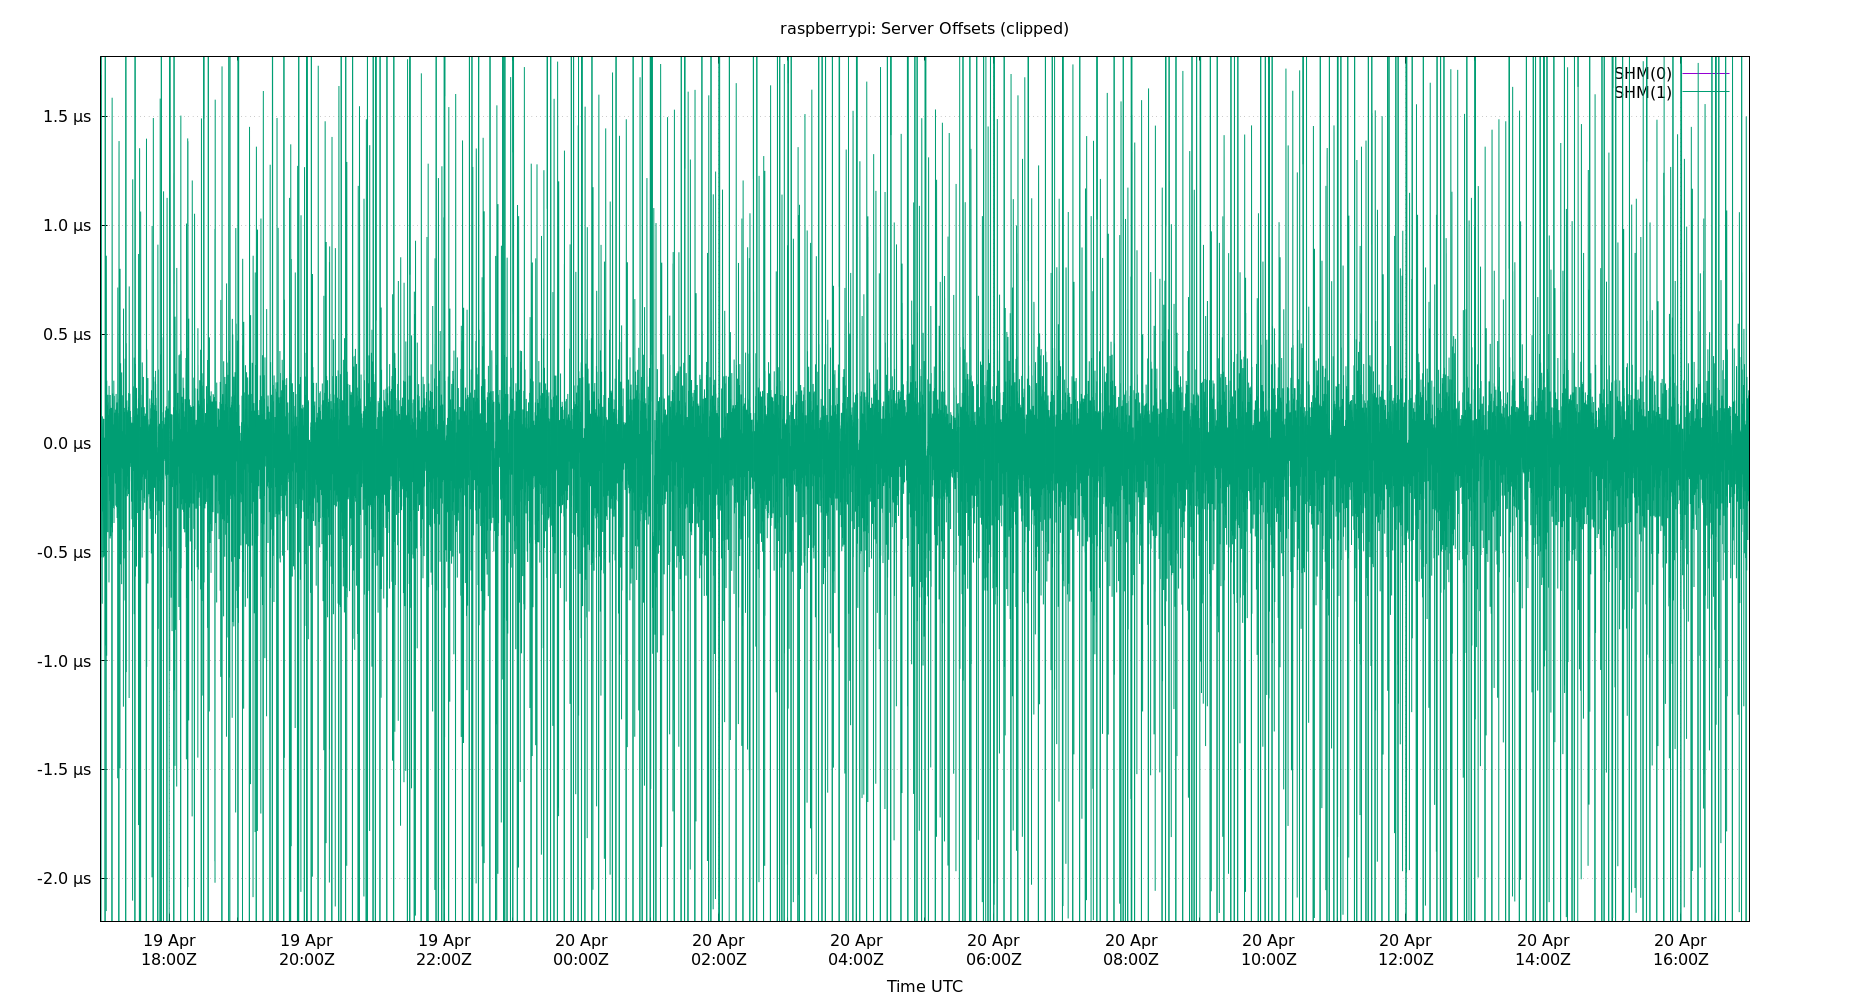 raspberrypi: Server Offsets (clipped)
SHM(0)
SHM(1)
1.5 µs
1.0 µs
0.5 µs
0.0 µs
-0.5 µs
-1.0 µs
-1.5 µs
-2.0 µs
19 Apr 19 Apr 19 Apr 20 Apr 20 Apr 20 Apr 20 Apr 20 Apr 20 Apr 20 Apr 20 Apr 20 Apr
18:00Z 20:00Z 22:00Z 00:00Z 02:00Z 04:00Z 06:00Z 08:00Z 10:00Z 12:00Z 14:00Z 16:00Z
Time UTC